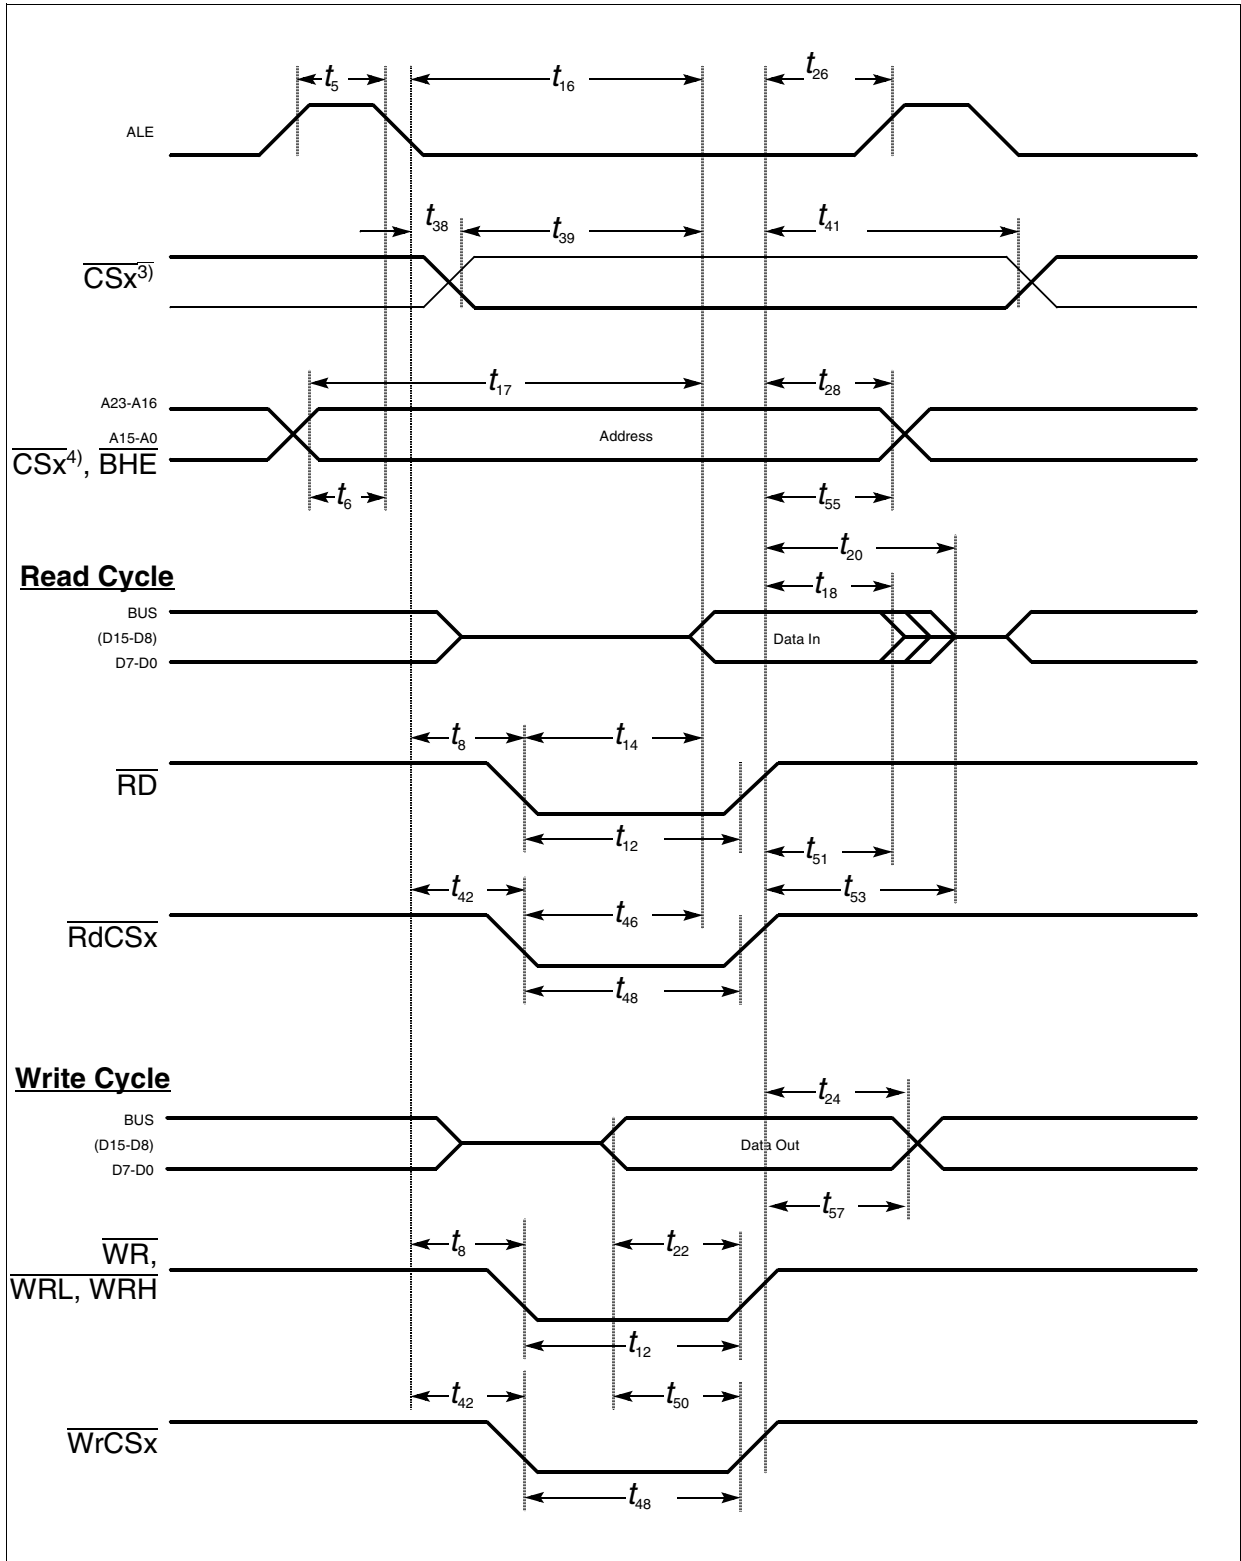 t5 t16 t26
ALE
t38 t39 t41
CSx3)
t17 t28
A23-A16
A15-A0
Address
CSx4), BHE
t6 t55
t20
Read Cycle
t18
BUS
(D15-D8)
Data In
D7-D0
t8 t14
RD
t12
t51
t42 t53
t46
RdCSx
t48
Write Cycle
t24
BUS
(D15-D8)
Data Out
D7-D0
t57
t8 t22
WR,
WRL, WRH
t12
t42 t50
WrCSx
t48